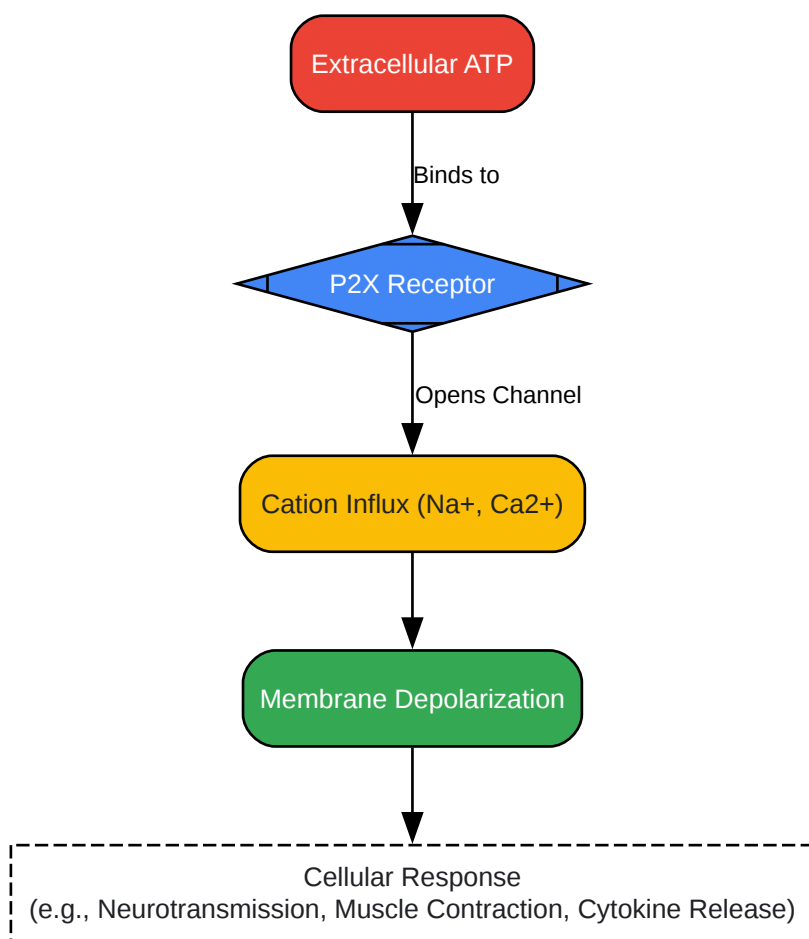 Extracellular ATP
Binds to
P2X Receptor
Opens Channel
Cation Influx (Na+, Ca2+)
Membrane Depolarization
Cellular Response
(e.g., Neurotransmission, Muscle Contraction, Cytokine Release)